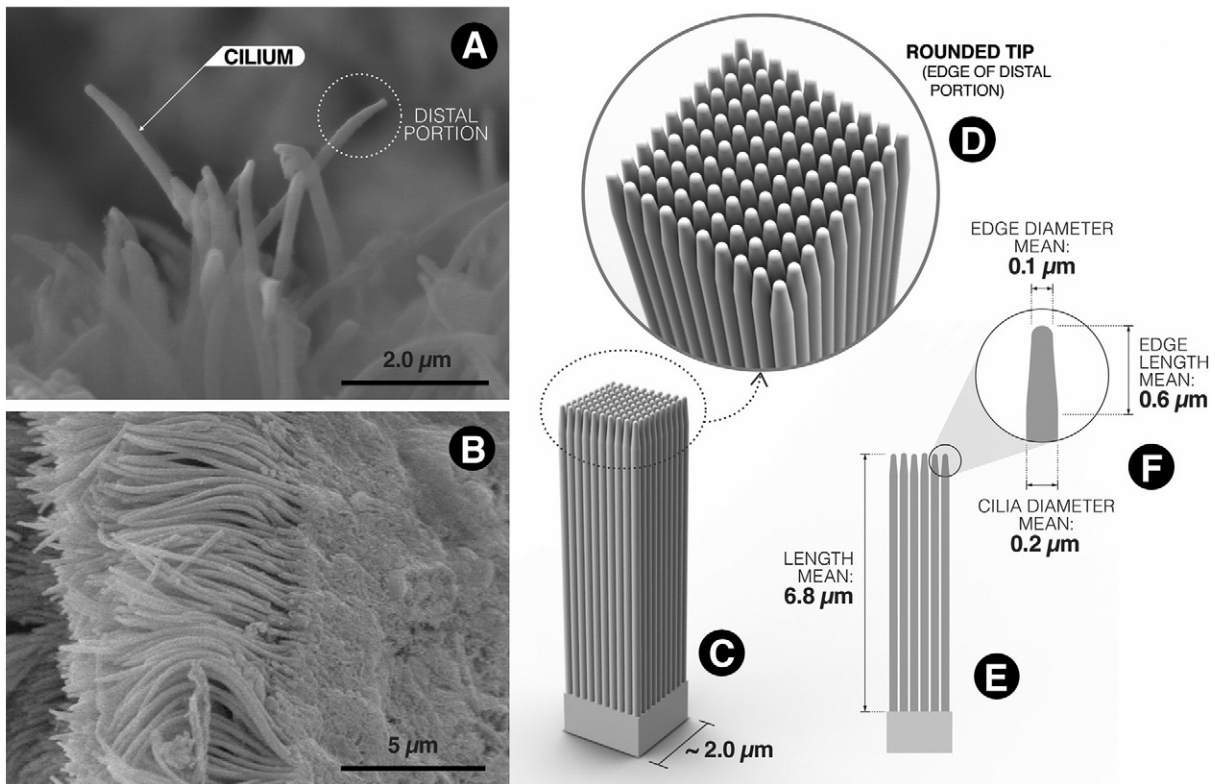 A
CILIUM
DISTAL
PORTION
2.0 µm
B
5 µm
ROUNDED TIP
(EDGE OF DISTAL
PORTION)
D
C
~ 2.0 µm
EDGE DIAMETER
MEAN:
0.1 µm
EDGE
LENGTH
MEAN:
0.6 µm
F
CILIA DIAMETER
MEAN:
0.2 µm
LENGTH
MEAN:
6.8 µm
E